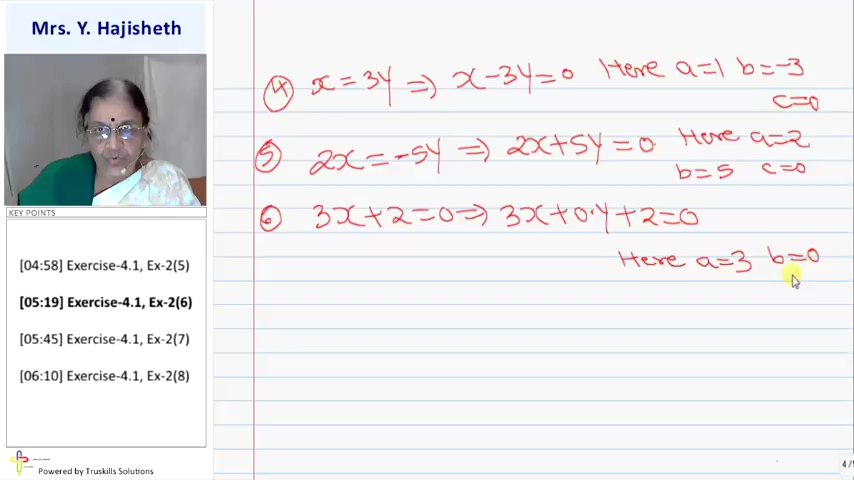 Mrs. Y. Hajisheth
KEY POINTS
[04:58] Exercise-4.1, Ex-2(5)
[05:19] Exercise-4.1, Ex-2(6)
[05:45] Exercise-4.1, Ex-2(7)
[06:10] Exercise-4.1, Ex-2(8)
Powered by Truskills Solutions
④ x=3y ⇒ x-3y=0 Here a=1 b=-3
c=0
⑤ 2x=-5y ⇒ 2x+5y=0 Here a=2
b=5 c=0
⑥ 3x+2=0 ⇒ 3x+0.y+2=0
Here a=3 b=0